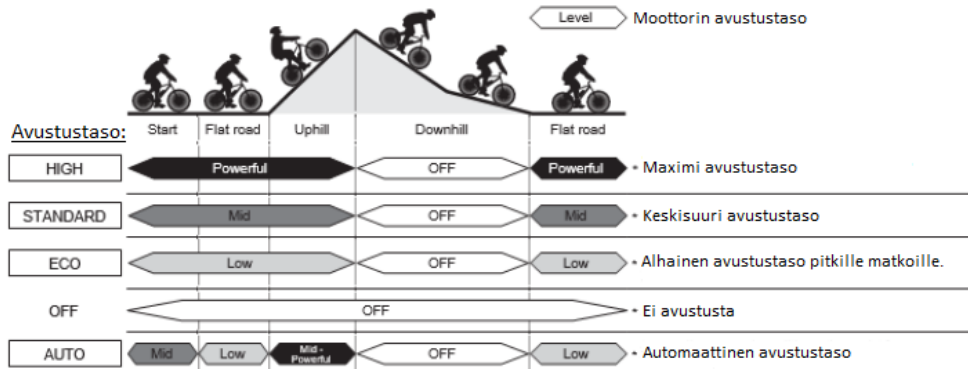 Level Moottorin avustustaso
Avustustaso: Start Flat road Uphill Downhill Flat road
HIGH Powerful OFF Powerful * Maximi avustustaso
STANDARD Mid OFF Mid * Keskisuuri avustustaso
ECO Low OFF Low * Alhainen avustustaso pitkille matkoille.
OFF OFF * Ei avustusta
AUTO Mid Low Mid - Powerful OFF Low * Automaattinen avustustaso